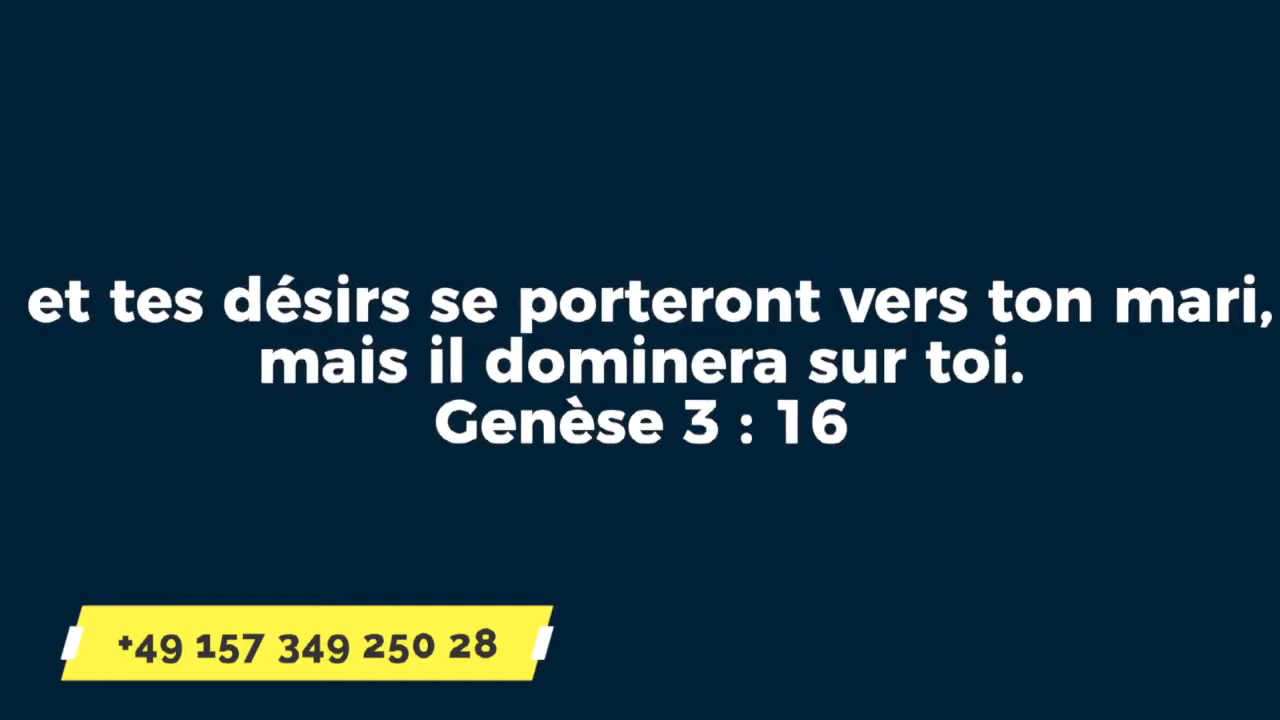 et tes désirs se porteront vers ton mari,
mais il dominera sur toi.
Genèse 3 : 16
+49 157 349 250 28